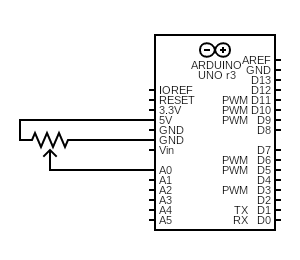 ARDUINO
UNO r3
AREF
GND
D13
IOREF D12
RESET PWM D11
3.3V PWM D10
5V PWM D9
GND D8
GND
Vin D7
PWM D6
A0 PWM D5
A1 D4
A2 PWM D3
A3 D2
A4 TX D1
A5 RX D0